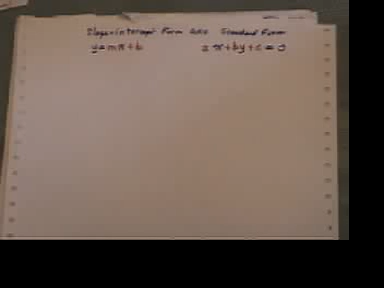 Slope-intercept Form and Standard Form
y=mx+b ax+by+c=0